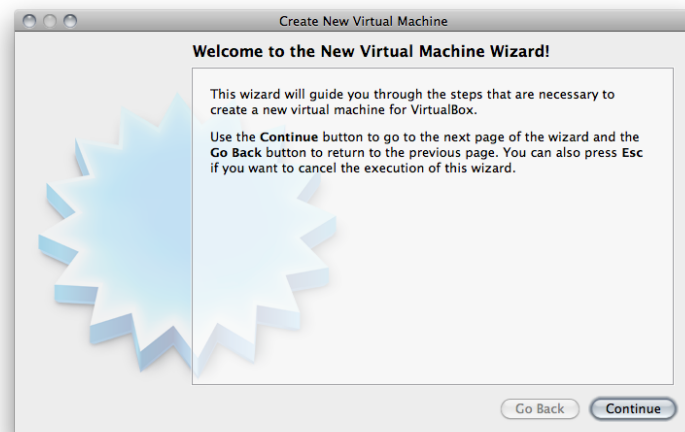 Create New Virtual Machine
Welcome to the New Virtual Machine Wizard!
This wizard will guide you through the steps that are necessary to
create a new virtual machine for VirtualBox.
Use the Continue button to go to the next page of the wizard and the
Go Back button to return to the previous page. You can also press Esc
if you want to cancel the execution of this wizard.
Go Back
Continue